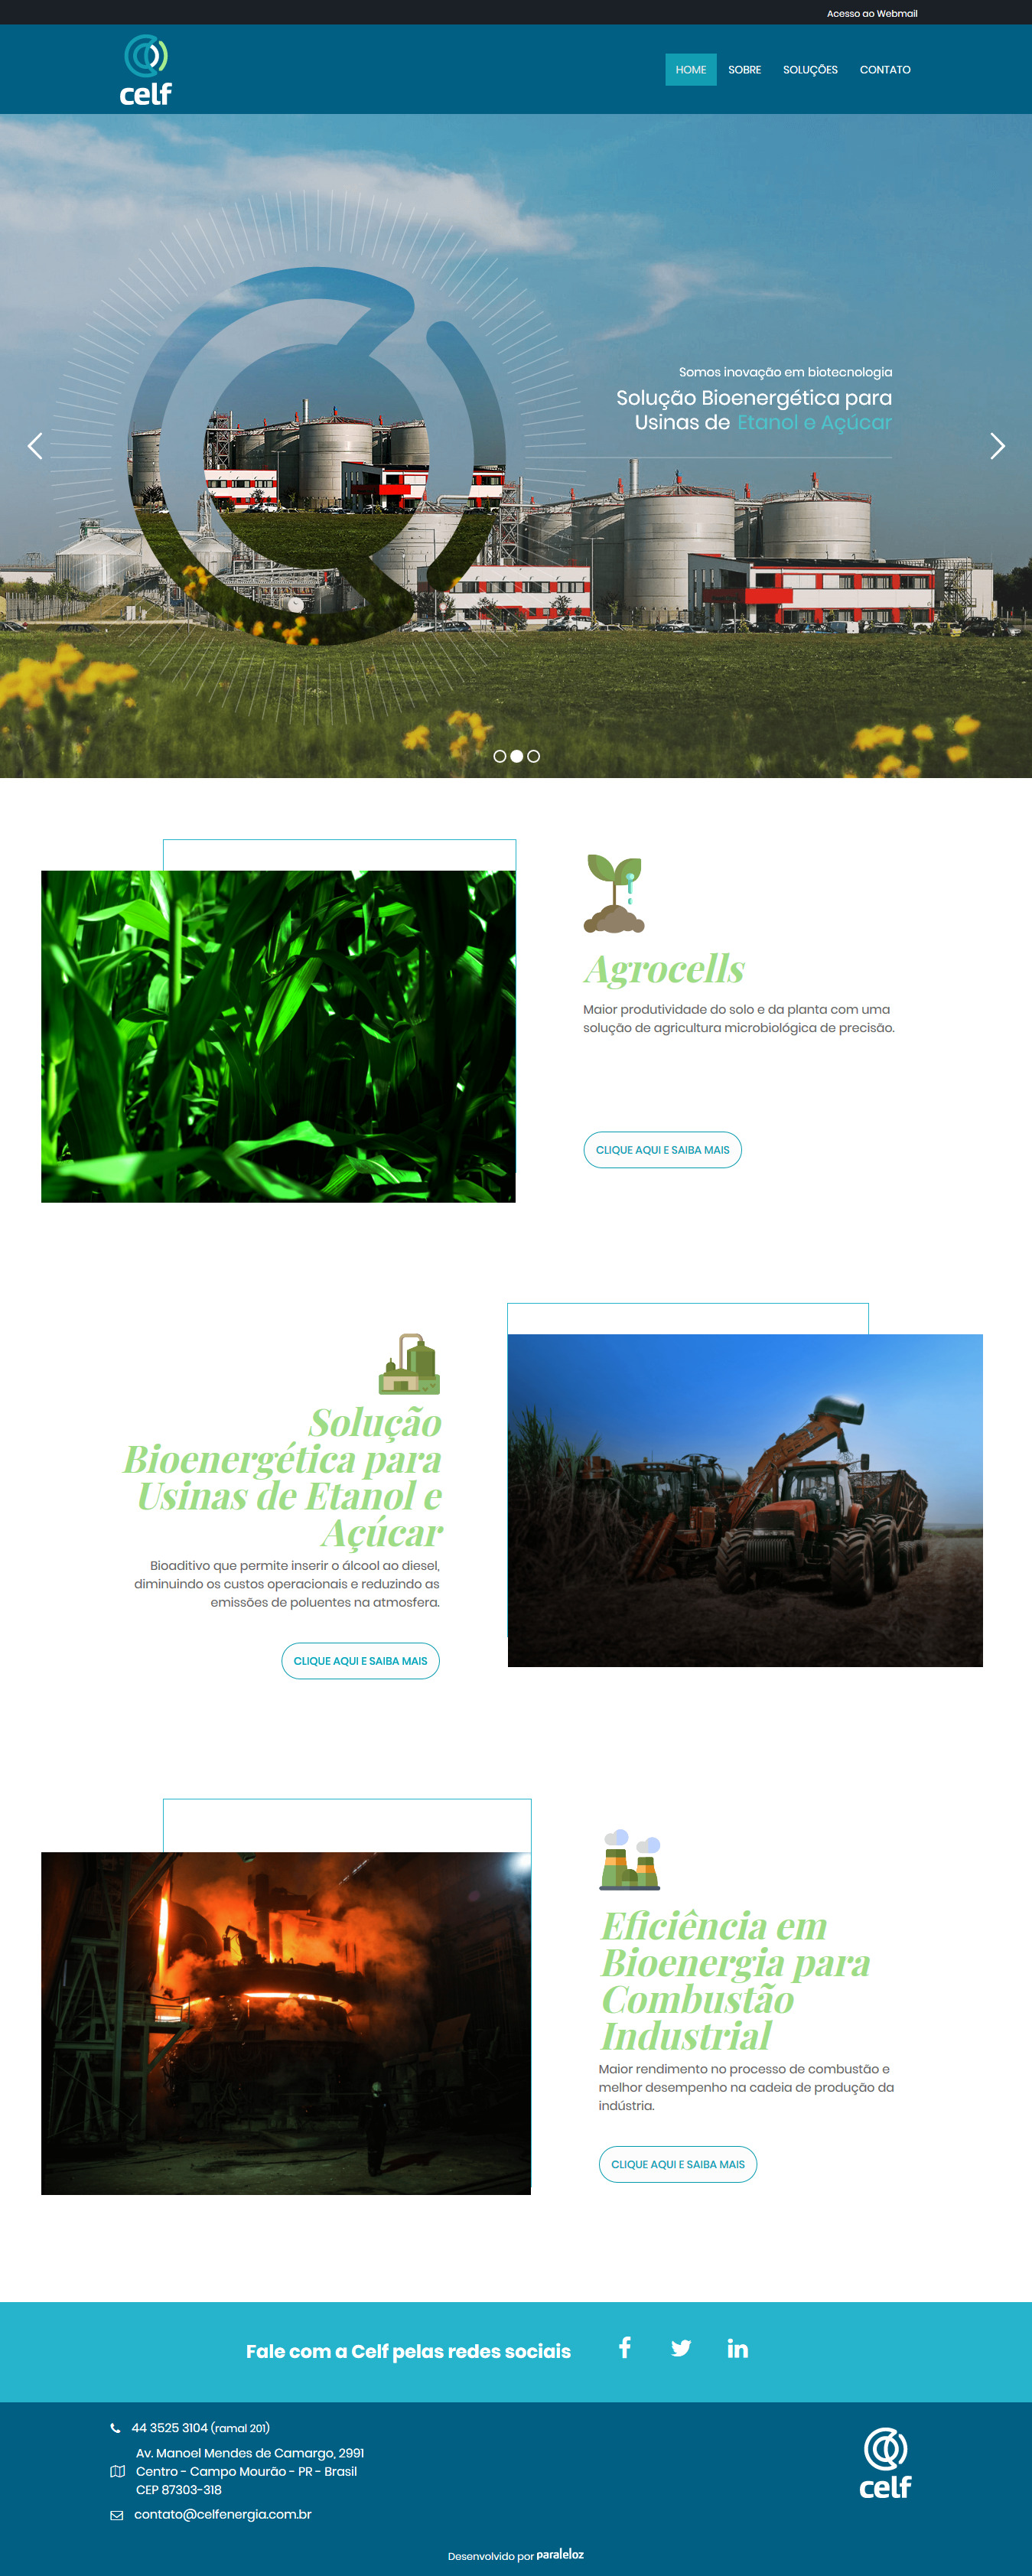 Acesso ao Webmail
celf
HOME SOBRE SOLUÇÕES CONTATO
Somos inovação em biotecnologia
Solução Bioenergética para
Usinas de Etanol e Açúcar
Agrocells
Maior produtividade do solo e da planta com uma
solução de agricultura microbiológica de precisão.
CLIQUE AQUI E SAIBA MAIS
Solução
Bioenergética para
Usinas de Etanol e
Açúcar
Bioaditivo que permite inserir o álcool ao diesel,
diminuindo os custos operacionais e reduzindo as
emissões de poluentes na atmosfera.
CLIQUE AQUI E SAIBA MAIS
Eficiência em
Bioenergia para
Combustão
Industrial
Maior rendimento no processo de combustão e
melhor desempenho na cadeia de produção da
indústria.
CLIQUE AQUI E SAIBA MAIS
Fale com a Celf pelas redes sociais
44 3525 3104 (ramal 201)
Av. Manoel Mendes de Camargo, 2991
Centro - Campo Mourão - PR - Brasil
CEP 87303-318
contato@celfenergia.com.br
celf
Desenvolvido por paraleloz